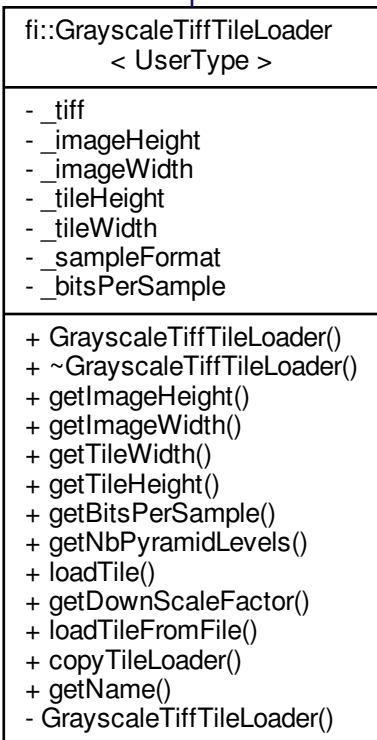 fi::GrayscaleTiffTileLoader
< UserType >
- _tiff
- _imageHeight
- _imageWidth
- _tileHeight
- _tileWidth
- _sampleFormat
- _bitsPerSample
+ GrayscaleTiffTileLoader()
+ ~GrayscaleTiffTileLoader()
+ getImageHeight()
+ getImageWidth()
+ getTileWidth()
+ getTileHeight()
+ getBitsPerSample()
+ getNbPyramidLevels()
+ loadTile()
+ getDownScaleFactor()
+ loadTileFromFile()
+ copyTileLoader()
+ getName()
- GrayscaleTiffTileLoader()